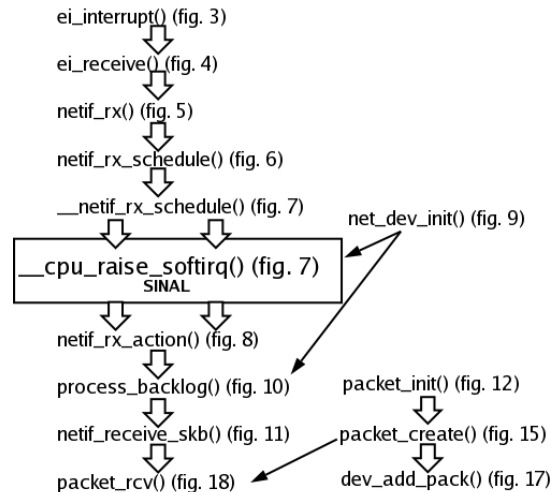 ei_interrupt() (fig. 3)
ei_receive() (fig. 4)
netif_rx() (fig. 5)
netif_rx_schedule() (fig. 6)
__netif_rx_schedule() (fig. 7)
net_dev_init() (fig. 9)
__cpu_raise_softirq() (fig. 7)
SINAL
netif_rx_action() (fig. 8)
process_backlog() (fig. 10)
packet_init() (fig. 12)
netif_receive_skb() (fig. 11)
packet_create() (fig. 15)
packet_rcv() (fig. 18)
dev_add_pack() (fig. 17)